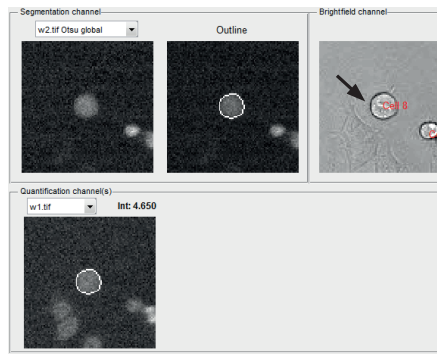 Segmentation channel
w2.tif Otsu global
Outline
Brightfield channel
Cell 8
Quantification channel(s)
w1.tif
Int: 4.650